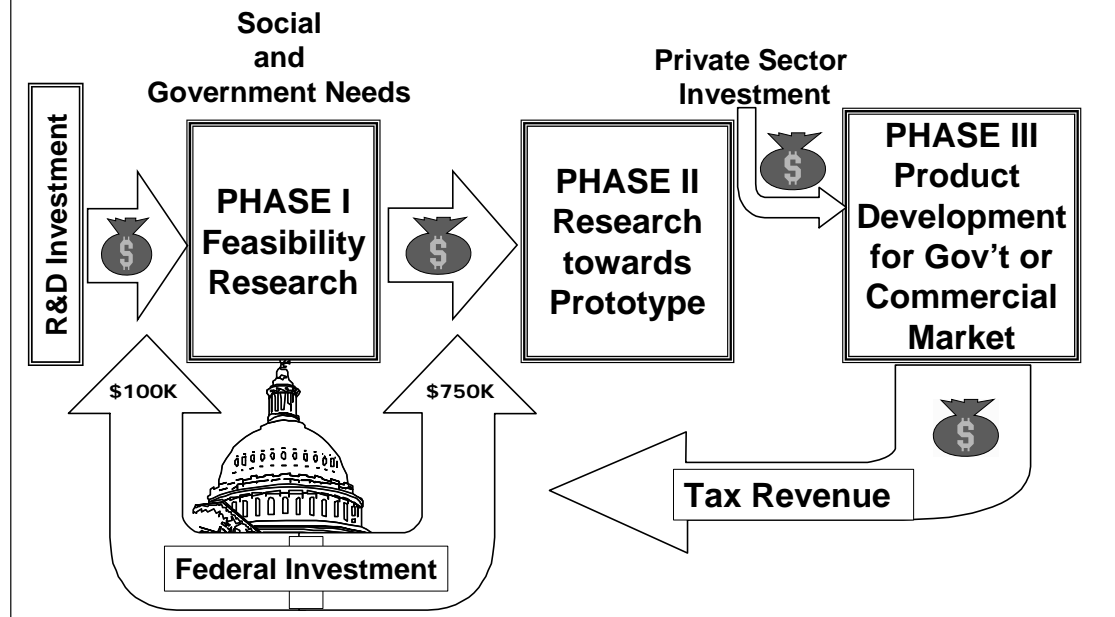 Social
and
Government Needs
Private Sector
Investment
R&D Investment
$
PHASE I
Feasibility
Research
$
PHASE II
Research
towards
Prototype
$
PHASE III
Product
Development
for Gov't or
Commercial
Market
$100K
$750K
$
Tax Revenue
Federal Investment